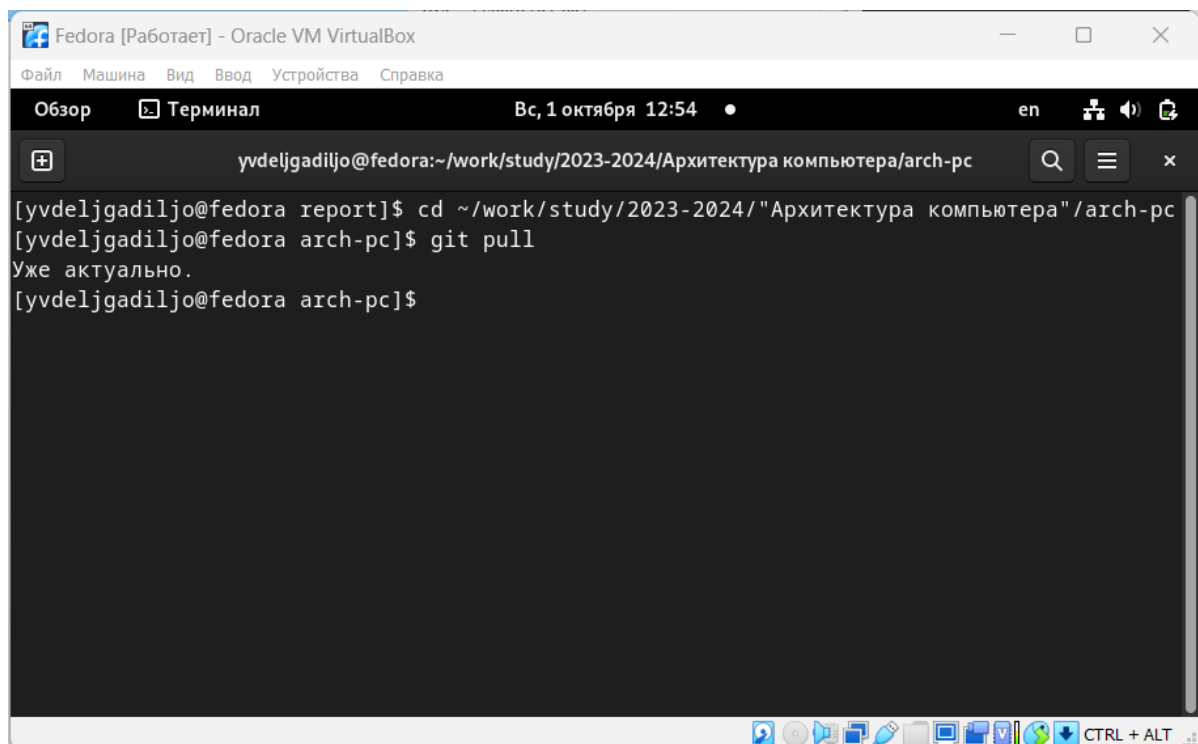 Fedora [Работает] - Oracle VM VirtualBox
Файл Машина Вид Ввод Устройства Справка
Обзор Терминал Вс, 1 октября 12:54 en
yvdeljgadiljo@fedora:~/work/study/2023-2024/Архитектура компьютера/arch-pc
[yvdeljgadiljo@fedora report]$ cd ~/work/study/2023-2024/"Архитектура компьютера"/arch-pc
[yvdeljgadiljo@fedora arch-pc]$ git pull
Уже актуально.
[yvdeljgadiljo@fedora arch-pc]$
CTRL + ALT